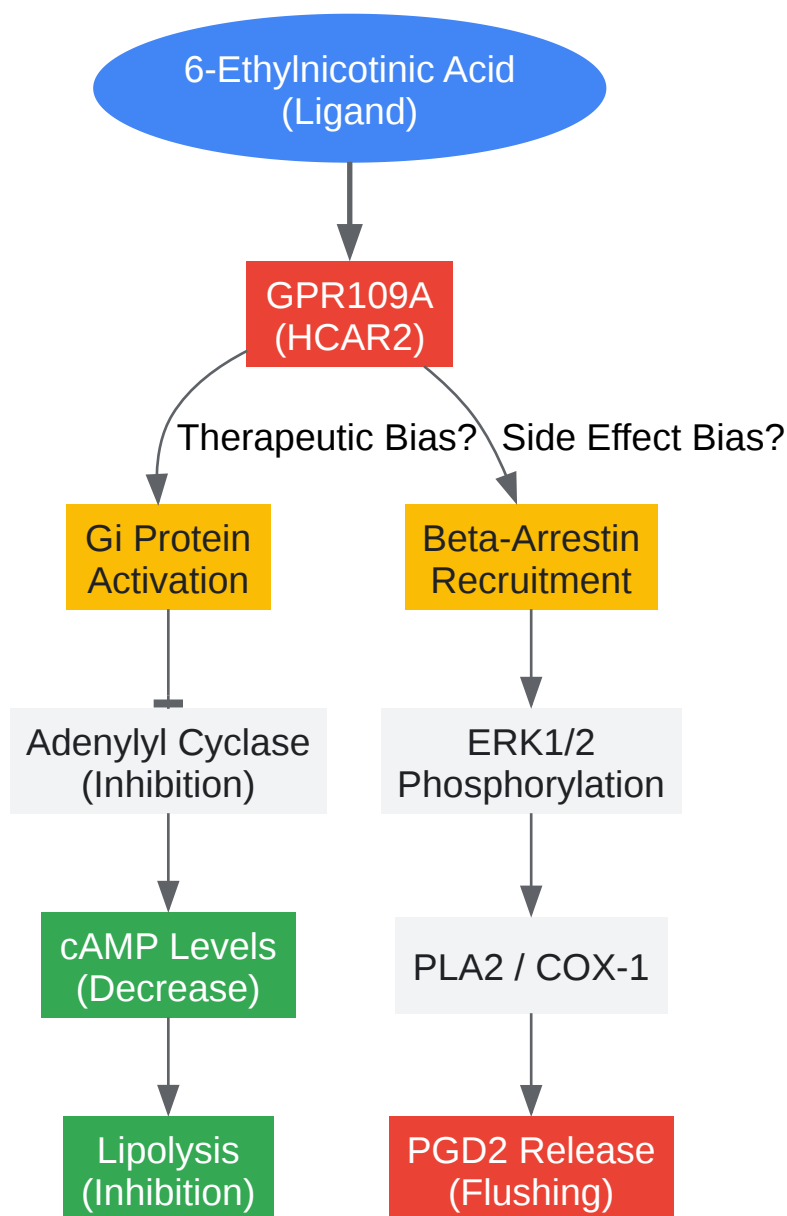 6-Ethylnicotinic Acid
(Ligand)
GPR109A
(HCAR2)
Therapeutic Bias?
Side Effect Bias?
Gi Protein
Activation
Beta-Arrestin
Recruitment
Adenylyl Cyclase
(Inhibition)
ERK1/2
Phosphorylation
cAMP Levels
(Decrease)
PLA2 / COX-1
Lipolysis
(Inhibition)
PGD2 Release
(Flushing)